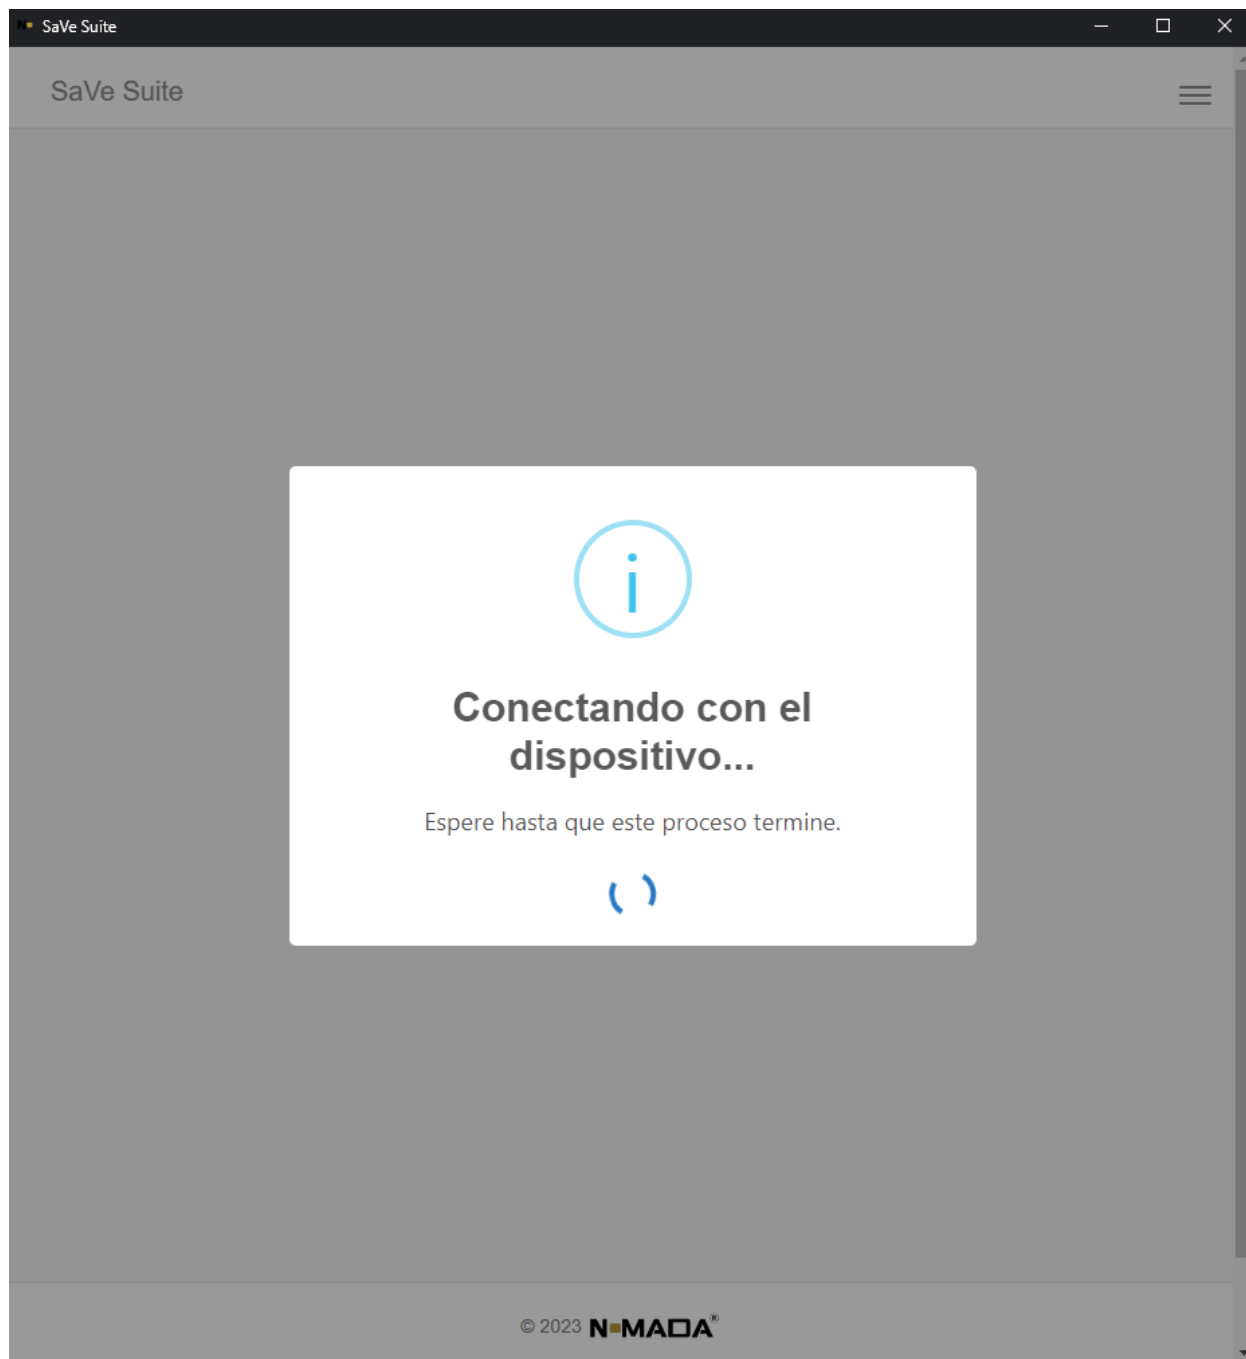 SaVe Suite
SaVe Suite
i
Conectando con el
dispositivo...
Espere hasta que este proceso termine.
© 2023 NOMADA®